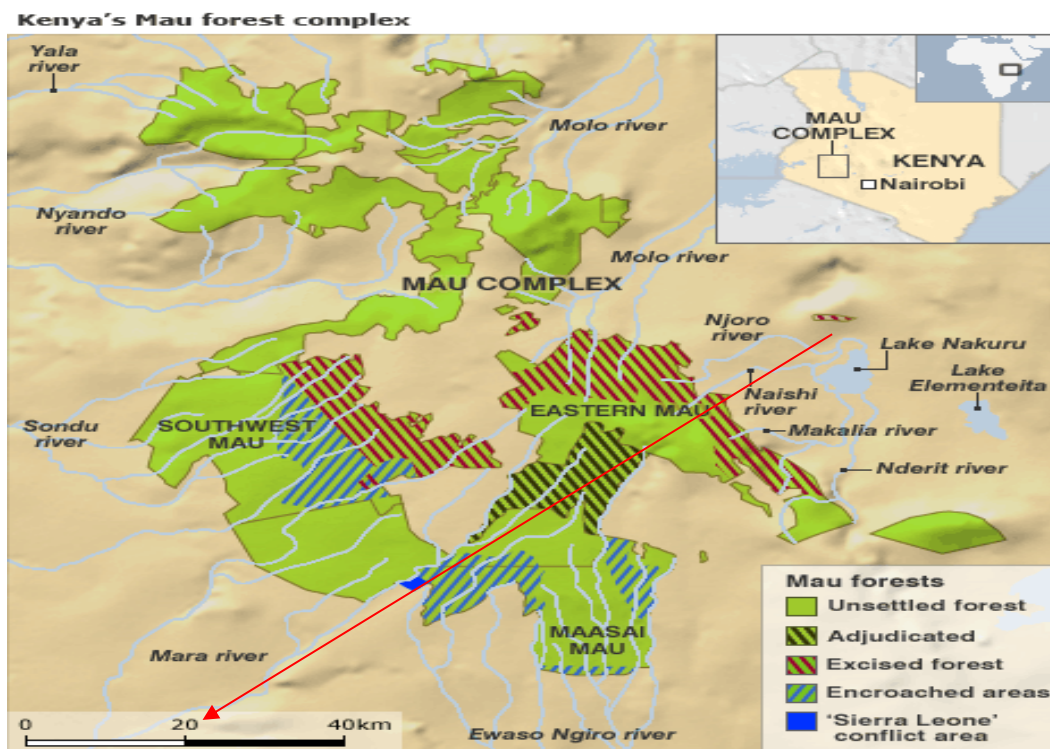 Kenya's Mau forest complex
Yala
river
Molo river
MAU
COMPLEX
KENYA
Nairobi
Nyando
river
Molo river
MAU COMPLEX
Njoro
river
Lake Nakuru
Lake
Elementeita
Naishi
river
EASTERN MAU
SOUTHWEST
MAU
Sondu
river
Makalia river
Nderit river
Mau forests
Unsettled forest
Adjudicated
Excised forest
Encroached areas
'Sierra Leone'
conflict area
MAASAI
MAU
Mara river
0 20 40km
Ewaso Ngiro river